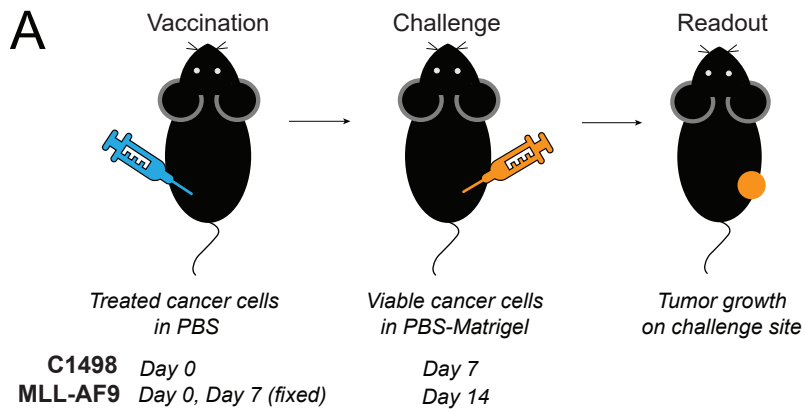 A
Vaccination Challenge Readout
Treated cancer cells in PBS
Viable cancer cells in PBS-Matrigel
Tumor growth on challenge site
C1498 Day 0 Day 7
MLL-AF9 Day 0, Day 7 (fixed) Day 14